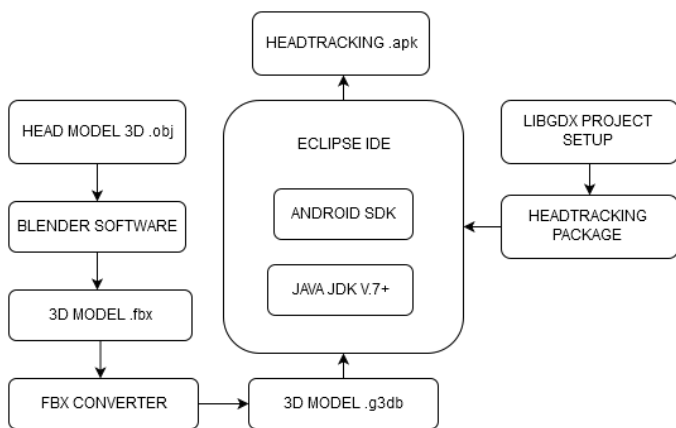 HEADTRACKING .apk
HEAD MODEL 3D .obj
BLENDER SOFTWARE
3D MODEL .fbx
FBX CONVERTER
3D MODEL .g3db
ECLIPSE IDE
ANDROID SDK
JAVA JDK V.7+
LIBGDX PROJECT
SETUP
HEADTRACKING
PACKAGE